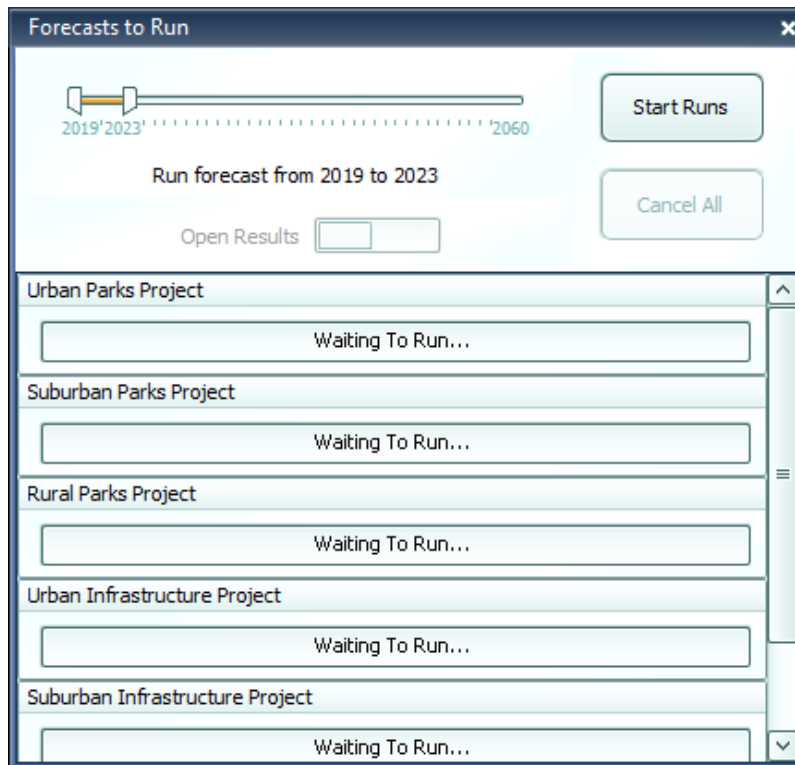 Forecasts to Run
Start Runs
2019'2023' '2060
Run forecast from 2019 to 2023
Cancel All
Open Results
Urban Parks Project
Waiting To Run...
Suburban Parks Project
Waiting To Run...
Rural Parks Project
Waiting To Run...
Urban Infrastructure Project
Waiting To Run...
Suburban Infrastructure Project
Waiting To Run...